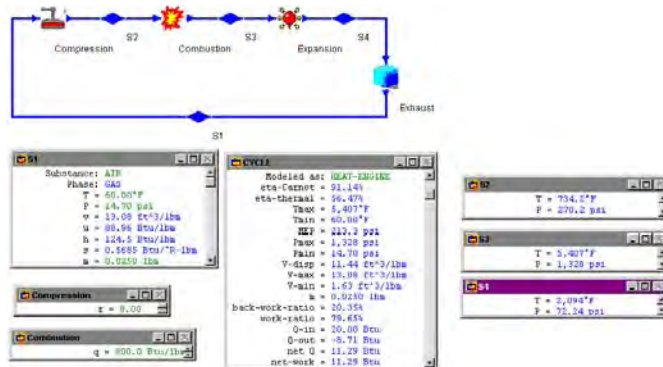 S2
S3
S4
Compression
Combustion
Expansion
Exhaust
S1
S1
Substance: AIR
Phase: GAS
T = 60.00°F
P = 14.70 psi
v = 13.08 ft^3/lbm
u = 88.96 Btu/lbm
h = 124.5 Btu/lbm
s = 0.5685 Btu/°R-lbm
m = 0.0250 lbm
Compression
r = 8.00
Combustion
q = 800.0 Btu/lbm
CYCLE
Modeled as: HEAT-ENGINE
eta-Carnot = 91.14%
eta-thermal = 56.47%
Tmax = 5,407°F
Tmin = 60.00°F
MEP = 213.3 psi
Pmax = 1,328 psi
Pmin = 14.70 psi
V-disp = 11.44 ft^3/lbm
V-max = 13.08 ft^3/lbm
V-min = 1.63 ft^3/lbm
m = 0.0250 lbm
back-work-ratio = 20.35%
work-ratio = 79.65%
Q-in = 20.00 Btu
Q-out = -8.71 Btu
net Q = 11.29 Btu
net-work = 11.29 Btu
S2
T = 734.2°F
P = 270.2 psi
S3
T = 5,407°F
P = 1,328 psi
S4
T = 2,094°F
P = 72.24 psi